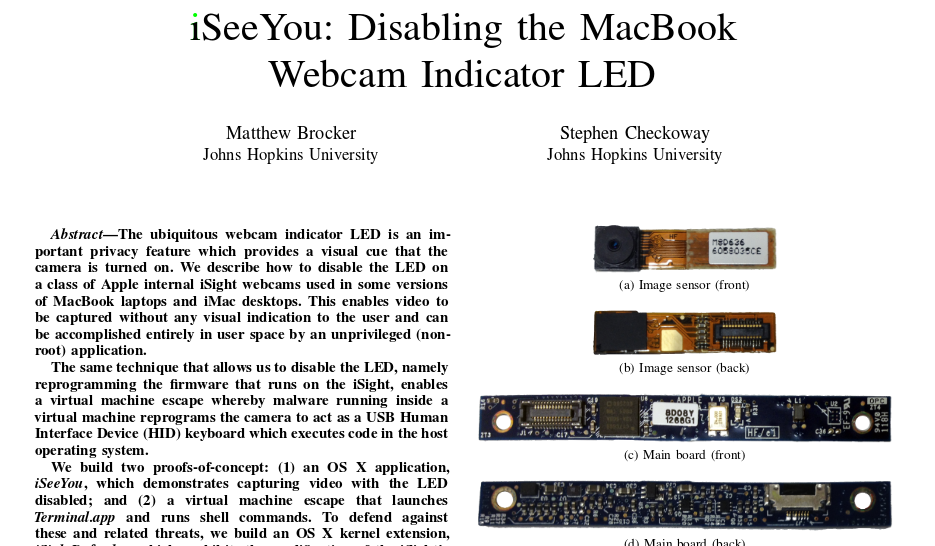 iSeeYou: Disabling the MacBook
Webcam Indicator LED
Matthew Brocker
Johns Hopkins University
Stephen Checkoway
Johns Hopkins University
Abstract—The ubiquitous webcam indicator LED is an im-
portant privacy feature which provides a visual cue that the
camera is turned on. We describe how to disable the LED on
a class of Apple internal iSight webcams used in some versions
of MacBook laptops and iMac desktops. This enables video to
be captured without any visual indication to the user and can
be accomplished entirely in user space by an unprivileged (non-
root) application.
The same technique that allows us to disable the LED, namely
reprogramming the firmware that runs on the iSight, enables
a virtual machine escape whereby malware running inside a
virtual machine reprograms the camera to act as a USB Human
Interface Device (HID) keyboard which executes code in the host
operating system.
We build two proofs-of-concept: (1) an OS X application,
iSeeYou, which demonstrates capturing video with the LED
disabled; and (2) a virtual machine escape that launches
Terminal.app and runs shell commands. To defend against
these and related threats, we build an OS X kernel extension,
M8D636
6058035CE
(a) Image sensor (front)
(b) Image sensor (back)
8D08Y
1266G1
(c) Main board (front)
(d) Main board (back)